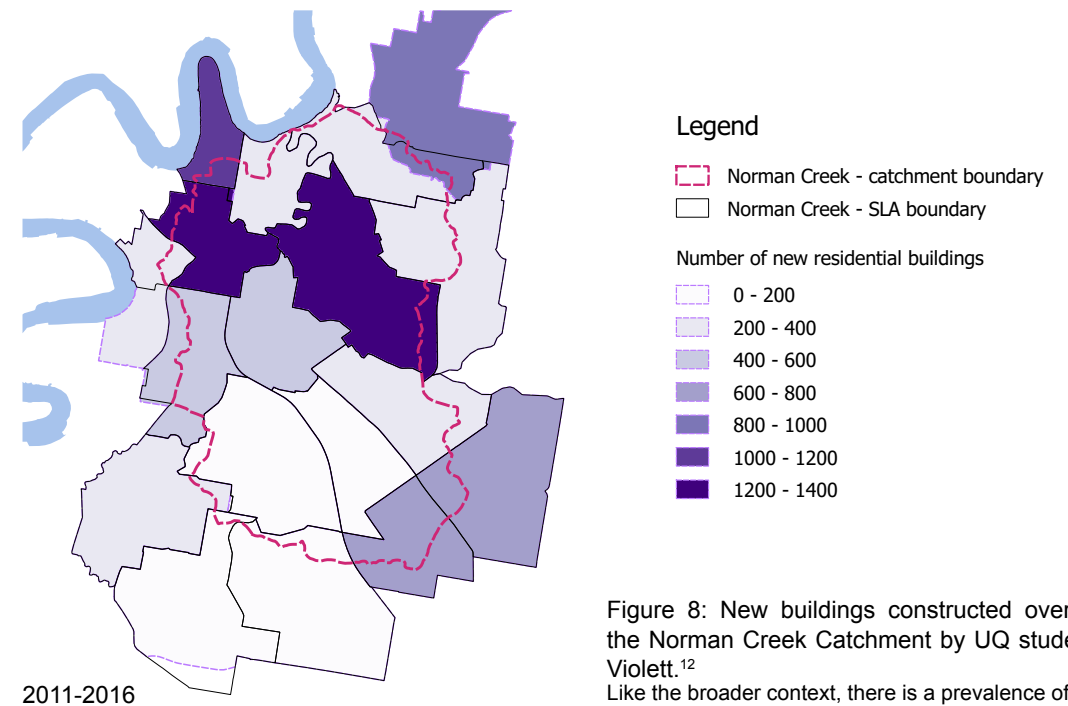 Legend
Norman Creek - catchment boundary
Norman Creek - SLA boundary
Number of new residential buildings
0 - 200
200 - 400
400 - 600
600 - 800
800 - 1000
1000 - 1200
1200 - 1400
2011-2016
Figure 8: New buildings constructed over
the Norman Creek Catchment by UQ stude
Violett.¹²
Like the broader context, there is a prevalence of